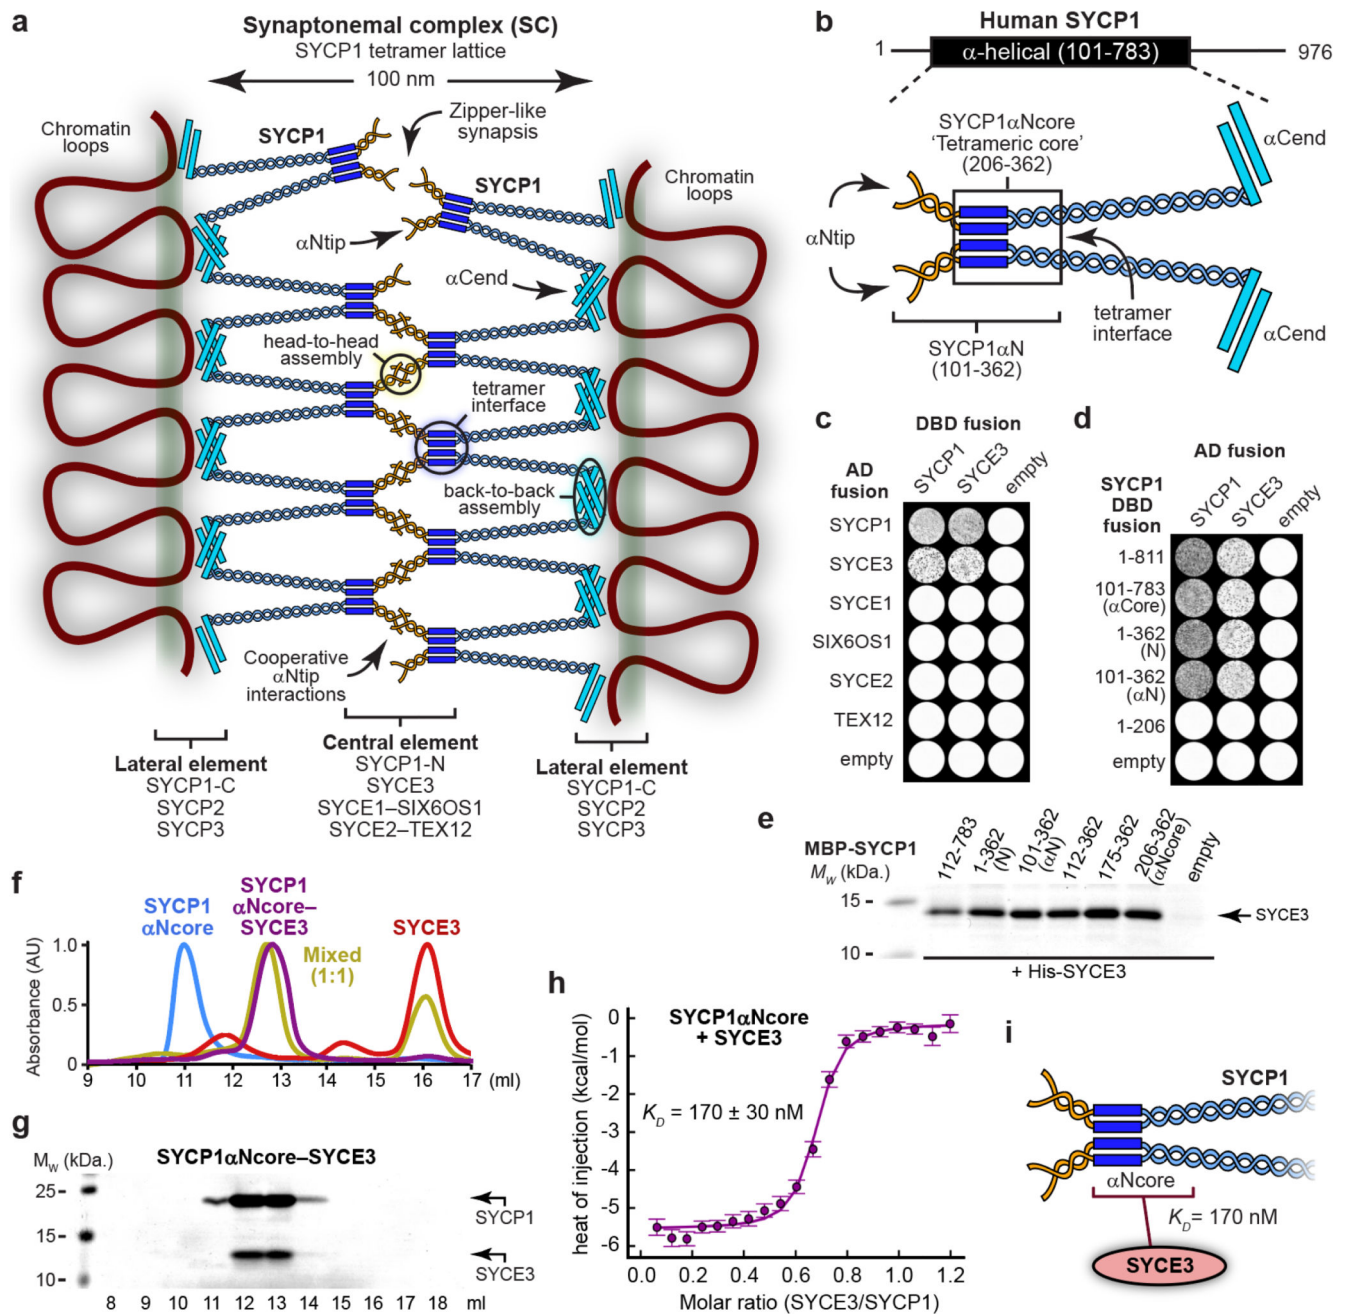 a
Synaptonemal complex (SC)
SYCP1 tetramer lattice
100 nm
Chromatin
loops
SYCP1
Zipper-like
synapsis
SYCP1
Chromatin
loops
αNtip
αCend
head-to-head
assembly
tetramer
interface
back-to-back
assembly
Cooperative
αNtip
interactions
Lateral element
SYCP1-C
SYCP2
SYCP3
Central element
SYCP1-N
SYCE3
SYCE1–SIX6OS1
SYCE2–TEX12
Lateral element
SYCP1-C
SYCP2
SYCP3
b
Human SYCP1
1
α-helical (101-783)
976
SYCP1αNcore
'Tetrameric core'
(206-362)
αCend
αNtip
tetramer
interface
αCend
SYCP1αN
(101-362)
c
DBD fusion
AD
fusion
SYCP1
SYCE3
empty
SYCP1
SYCE3
SYCE1
SIX6OS1
SYCE2
TEX12
empty
d
AD fusion
SYCP1
DBD
fusion
SYCP1
SYCE3
empty
1-811
101-783
(αCore)
1-362
(N)
101-362
(αN)
1-206
empty
e
MBP-SYCP1
112-783
1-362
(N)
101-362
(αN)
112-362
175-362
206-362
(αNcore)
empty
MW (kDa.)
15
10
SYCE3
+ His-SYCE3
f
SYCP1
αNcore
SYCP1
αNcore–
SYCE3
Mixed
(1:1)
SYCE3
Absorbance (AU)
1.0
0.5
0
9 10 11 12 13 14 15 16 17 (ml)
g
SYCP1αNcore–SYCE3
MW (kDa.)
25
15
10
SYCP1
SYCE3
8 9 10 11 12 13 14 15 16 17 18 ml
h
SYCP1αNcore
+ SYCE3
KD = 170 ± 30 nM
heat of injection (kcal/mol)
0
-1
-2
-3
-4
-5
-6
0.0 0.2 0.4 0.6 0.8 1.0 1.2
Molar ratio (SYCE3/SYCP1)
i
SYCP1
αNcore
KD = 170 nM
SYCE3